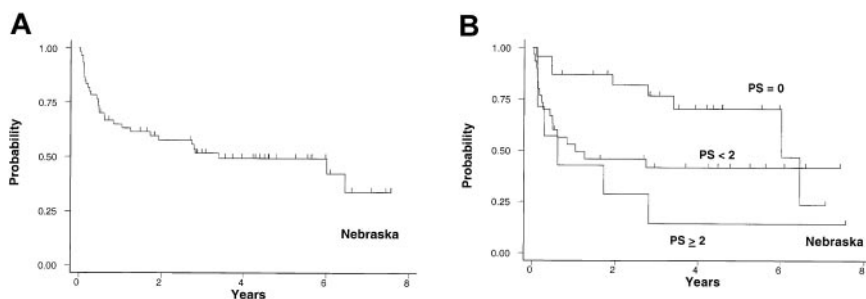 A
1.00
0.75
0.50
0.25
0.00
Probability
Nebraska
0 2 4 6 8
Years
B
1.00
0.75
0.50
0.25
0.00
Probability
PS = 0
PS < 2
PS ≥ 2
Nebraska
0 2 4 6 8
Years